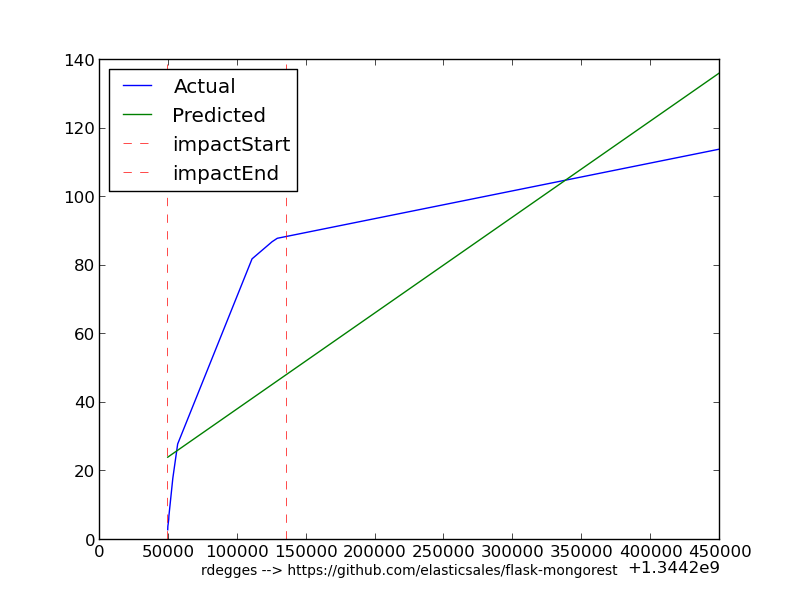 140
120
100
80
60
40
20
0
Actual
Predicted
impactStart
impactEnd
0 50000 100000 150000 200000 250000 300000 350000 400000 450000
rdegges --> https://github.com/elasticsales/flask-mongorest +1.3442e9